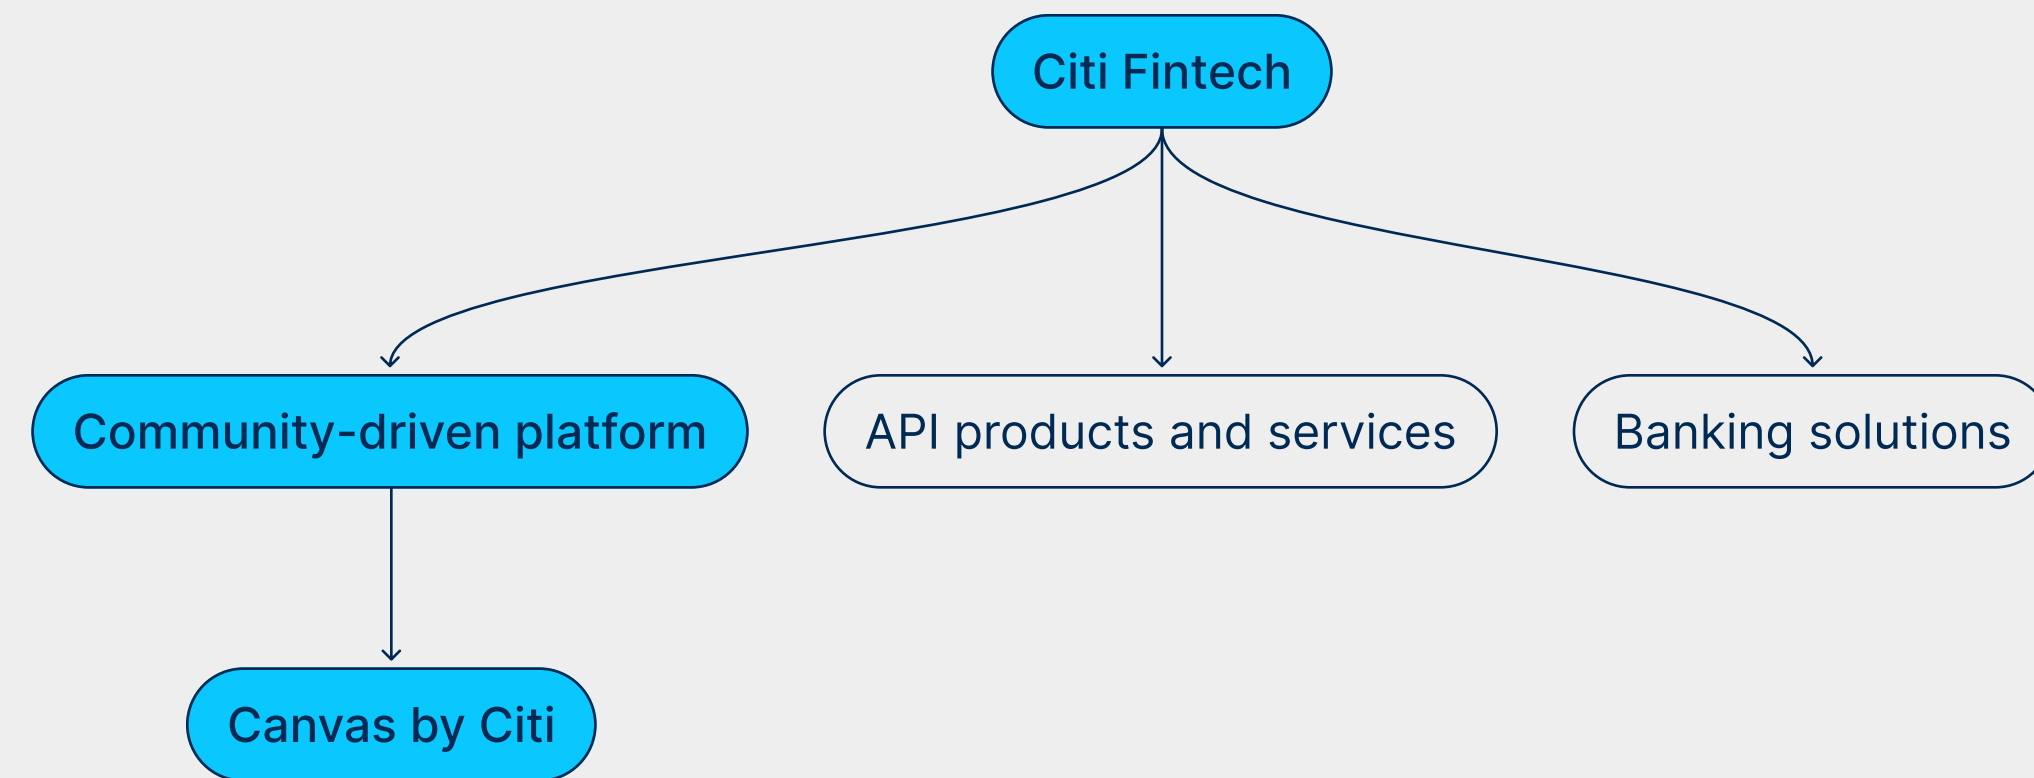 Citi Fintech
Community-driven platform
API products and services
Banking solutions
Canvas by Citi